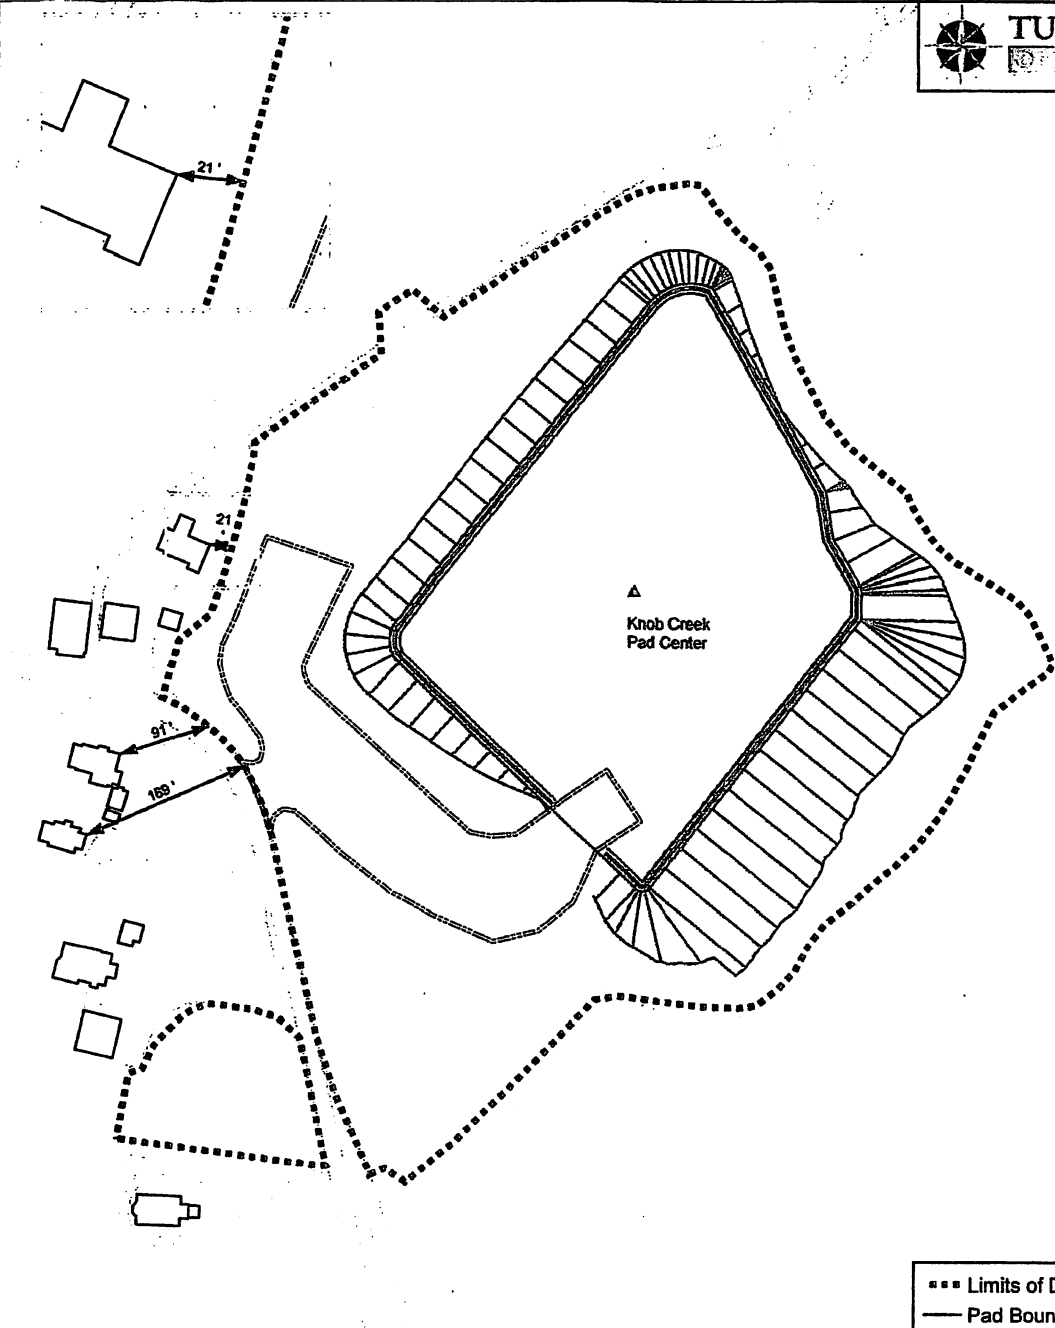 TU
21 '
21
'
Knob Creek
Pad Center
91 '
169 '
Limits of D
Pad Boun